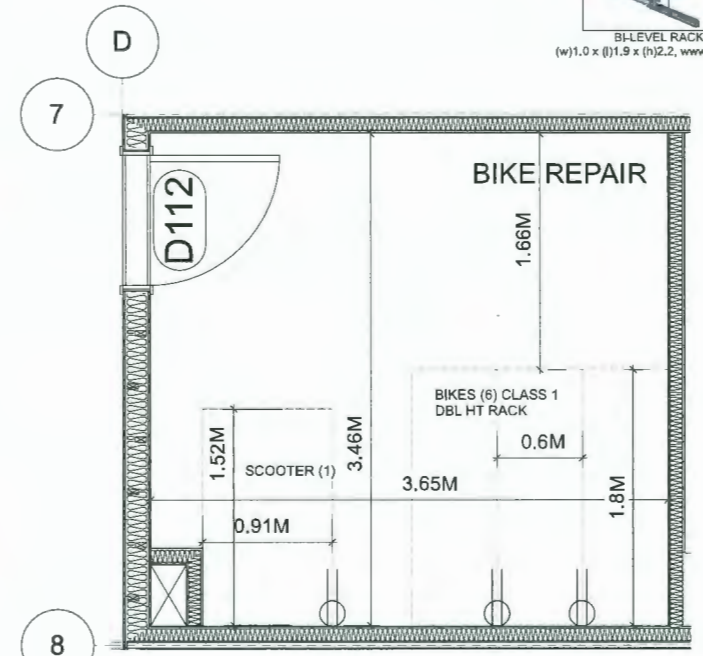 D
BI-LEVEL RACK
(w)1.0 x (l)1.9 x (h)2.2, www
7
BIKE REPAIR
D112
1.66M
BIKES (6) CLASS 1
DBL HT RACK
0.6M
1.52M
3.46M
SCOOTER (1)
3.65M
1.8M
0.91M
8